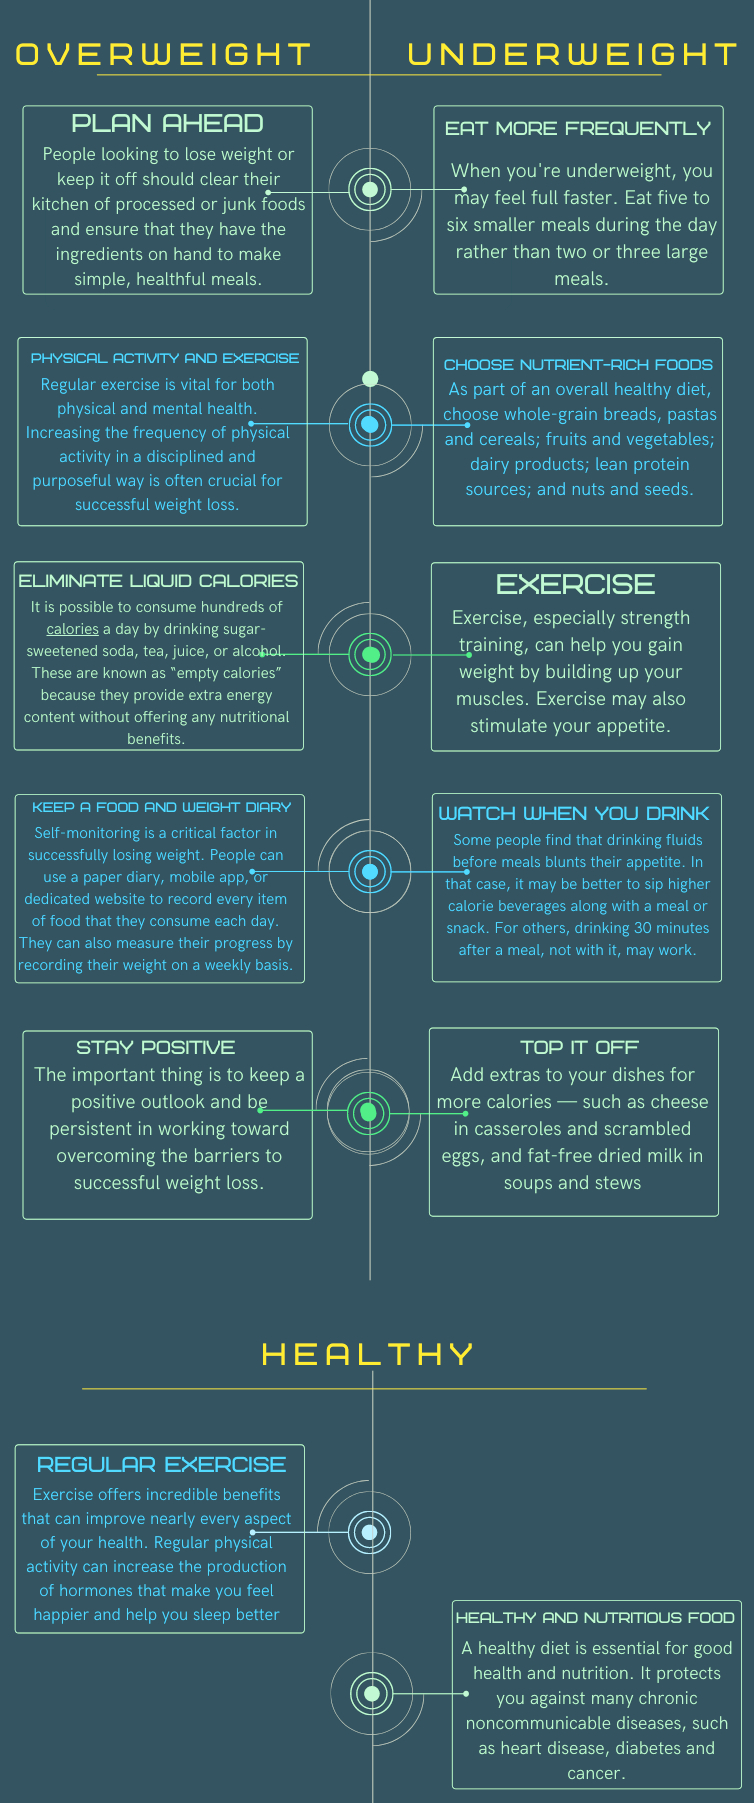 OVERWEIGHT
UNDERWEIGHT
PLAN AHEAD
People looking to lose weight or
keep it off should clear their
kitchen of processed or junk foods
and ensure that they have the
ingredients on hand to make
simple, healthful meals.
EAT MORE FREQUENTLY
When you're underweight, you
may feel full faster. Eat five to
six smaller meals during the day
rather than two or three large
meals.
PHYSICAL ACTIVITY AND EXERCISE
Regular exercise is vital for both
physical and mental health.
Increasing the frequency of physical
activity in a disciplined and
purposeful way is often crucial for
successful weight loss.
CHOOSE NUTRIENT-RICH FOODS
As part of an overall healthy diet,
choose whole-grain breads, pastas
and cereals; fruits and vegetables;
dairy products; lean protein
sources; and nuts and seeds.
ELIMINATE LIQUID CALORIES
It is possible to consume hundreds of
calories a day by drinking sugar-
sweetened soda, tea, juice, or alcohol.
These are known as “empty calories”
because they provide extra energy
content without offering any nutritional
benefits.
EXERCISE
Exercise, especially strength
training, can help you gain
weight by building up your
muscles. Exercise may also
stimulate your appetite.
KEEP A FOOD AND WEIGHT DIARY
Self-monitoring is a critical factor in
successfully losing weight. People can
use a paper diary, mobile app, or
dedicated website to record every item
of food that they consume each day.
They can also measure their progress by
recording their weight on a weekly basis.
WATCH WHEN YOU DRINK
Some people find that drinking fluids
before meals blunts their appetite. In
that case, it may be better to sip higher
calorie beverages along with a meal or
snack. For others, drinking 30 minutes
after a meal, not with it, may work.
STAY POSITIVE
The important thing is to keep a
positive outlook and be
persistent in working toward
overcoming the barriers to
successful weight loss.
TOP IT OFF
Add extras to your dishes for
more calories — such as cheese
in casseroles and scrambled
eggs, and fat-free dried milk in
soups and stews
HEALTHY
REGULAR EXERCISE
Exercise offers incredible benefits
that can improve nearly every aspect
of your health. Regular physical
activity can increase the production
of hormones that make you feel
happier and help you sleep better
HEALTHY AND NUTRITIOUS FOOD
A healthy diet is essential for good
health and nutrition. It protects
you against many chronic
noncommunicable diseases, such
as heart disease, diabetes and
cancer.